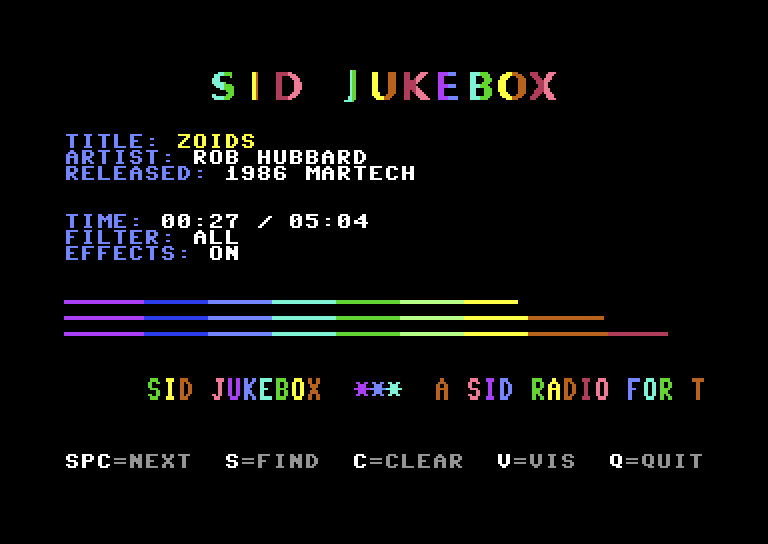 SID JUKEBOX
TITLE: ZOIDS
ARTIST: ROB HUBBARD
RELEASED: 1986 MARTECH
TIME: 00:27 / 05:04
FILTER: ALL
EFFECTS: ON
SID JUKEBOX *** A SID RADIO FOR T
SPC=NEXT S=FIND C=CLEAR V=VIS Q=QUIT